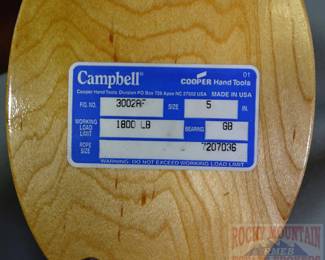 Campbell® COOPER Hand Tools 01
Cooper Hand Tools Division PO Box 728 Apex NC 27502 USA MADE IN USA
FIG. NO. 3002AF SIZE 5 IN.
WORKING LOAD LIMIT 1800 LB BEARING GB
ROPE SIZE 7207036
WARNING: DO NOT EXCEED WORKING LOAD LIMIT
ROCKY MOUNTAIN